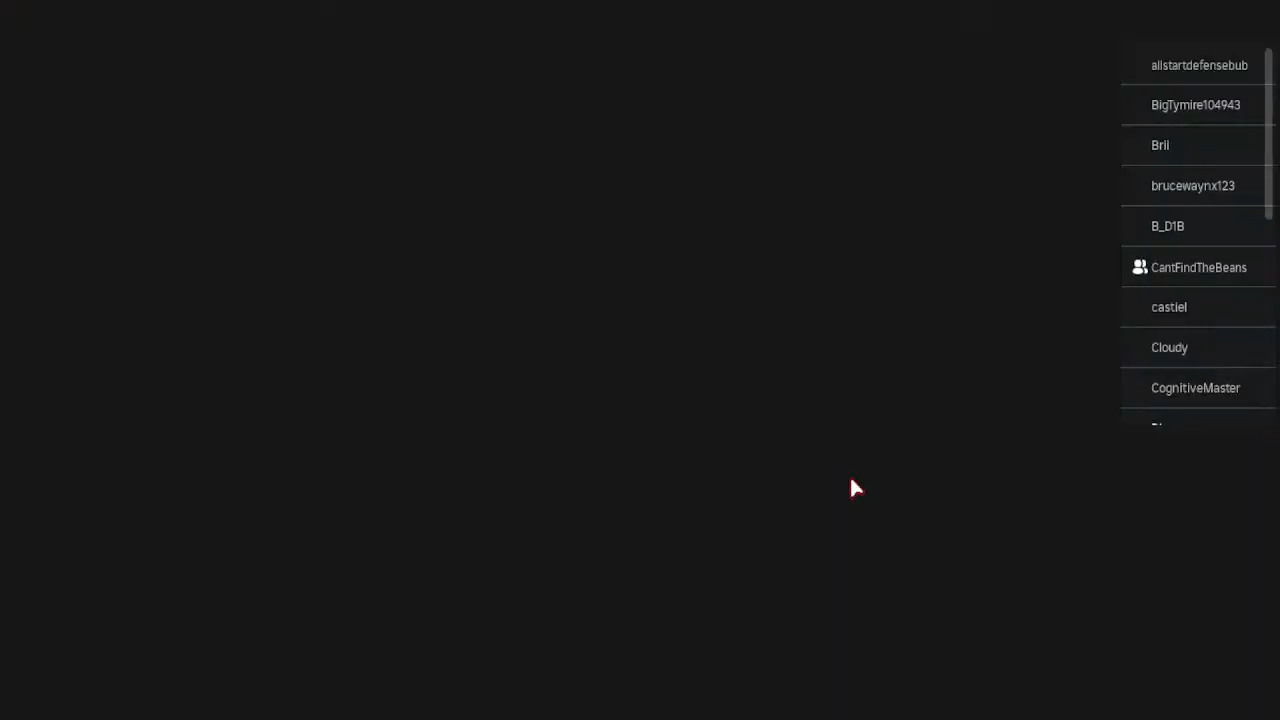 allstartdefensebub
BigTymire104943
Bril
brucewaynx123
B_D1B
CantFindTheBeans
castiel
Cloudy
CognitiveMaster